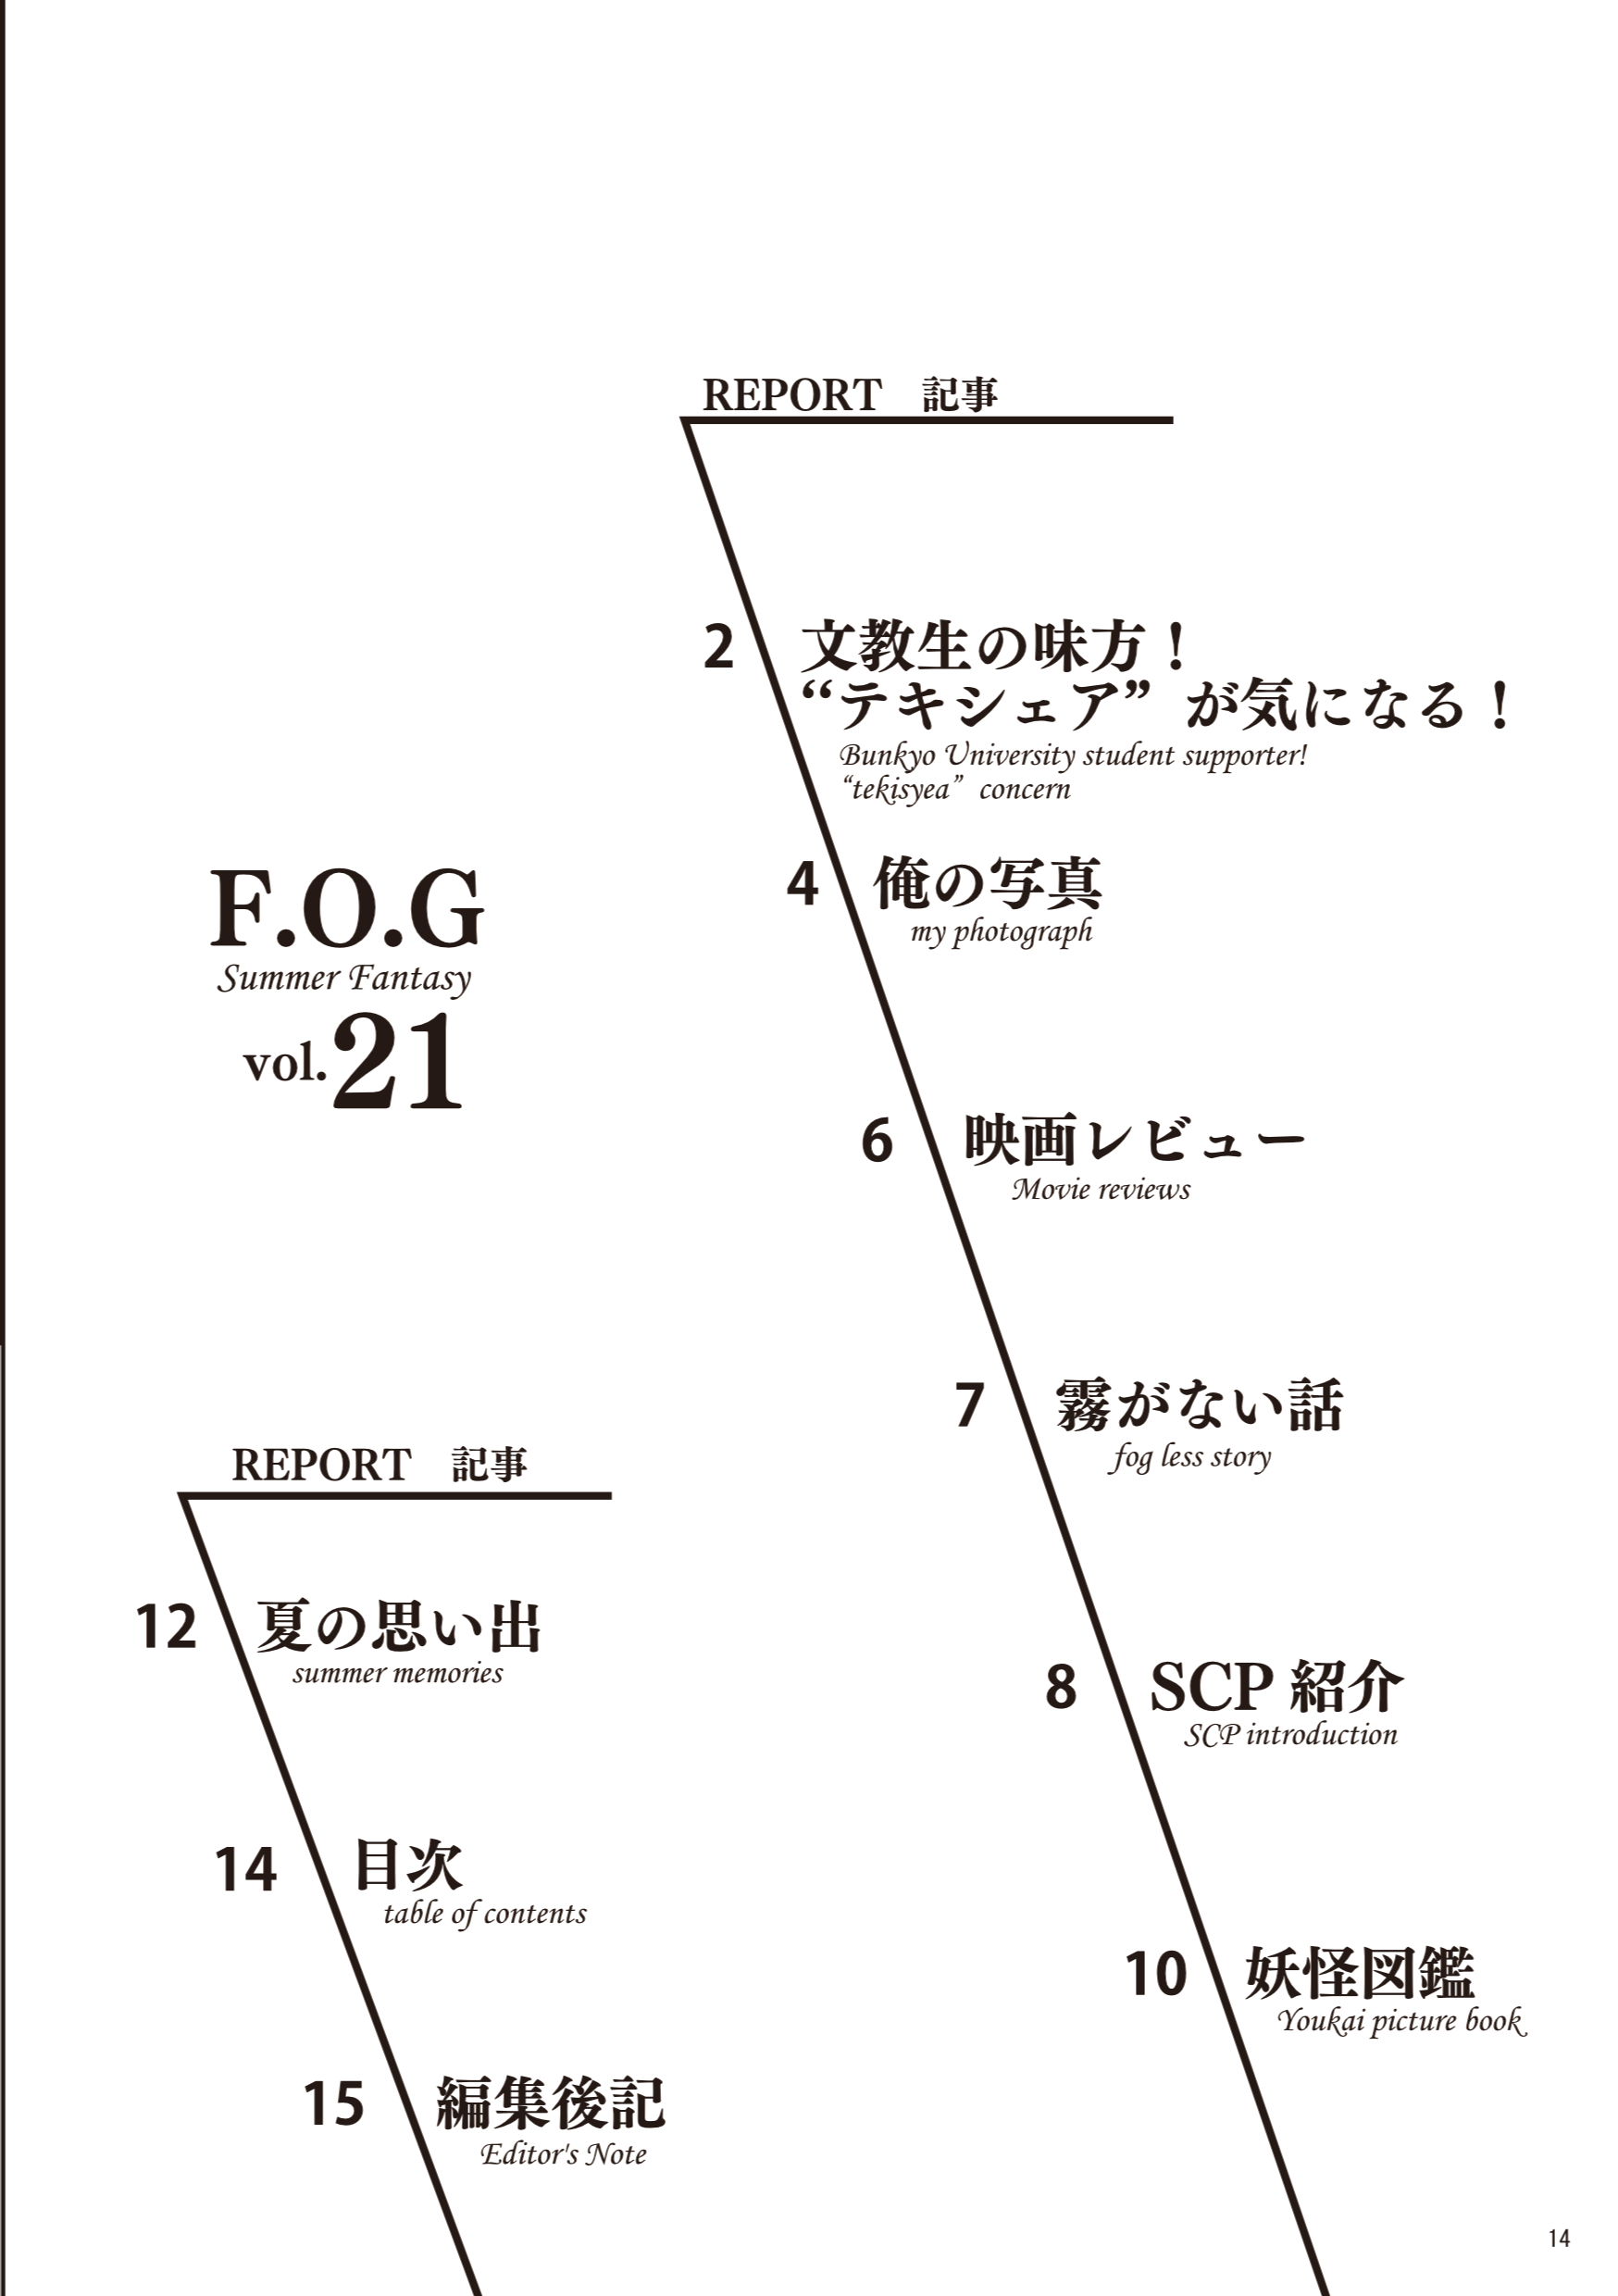 REPORT　記事
2
文教生の味方！
“テキシェア” が気になる！
Bunkyo University student supporter!
“tekisyea” concern
4
俺の写真
my photograph
6
映画レビュー
Movie reviews
7
霧がない話
fog less story
8
SCP 紹介
SCP introduction
10
妖怪図鑑
Youkai picture book
F.O.G
Summer Fantasy
vol.21
REPORT　記事
12
夏の思い出
summer memories
14
目次
table of contents
15
編集後記
Editor's Note
14